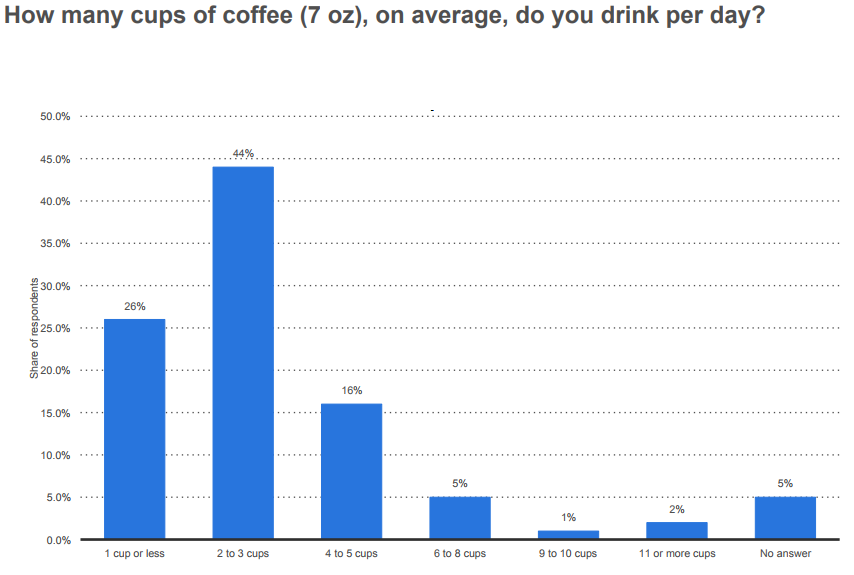 How many cups of coffee (7 oz), on average, do you drink per day?
-
Share of respondents
50.0%
45.0%
40.0%
35.0%
30.0%
25.0%
20.0%
15.0%
10.0%
5.0%
0.0%
26%
44%
16%
5%
1%
2%
5%
1 cup or less
2 to 3 cups
4 to 5 cups
6 to 8 cups
9 to 10 cups
11 or more cups
No answer